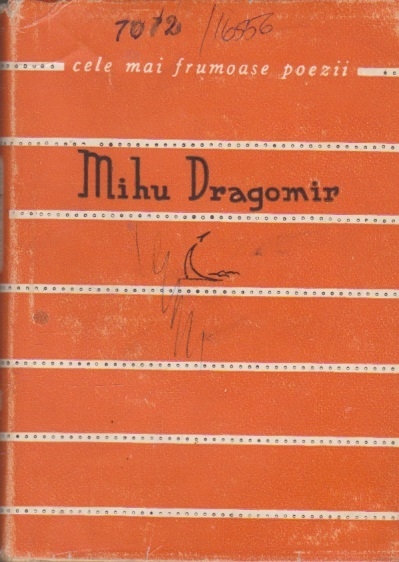 7012 /16556
cele mai frumoase poezii
Mihu Dragomir